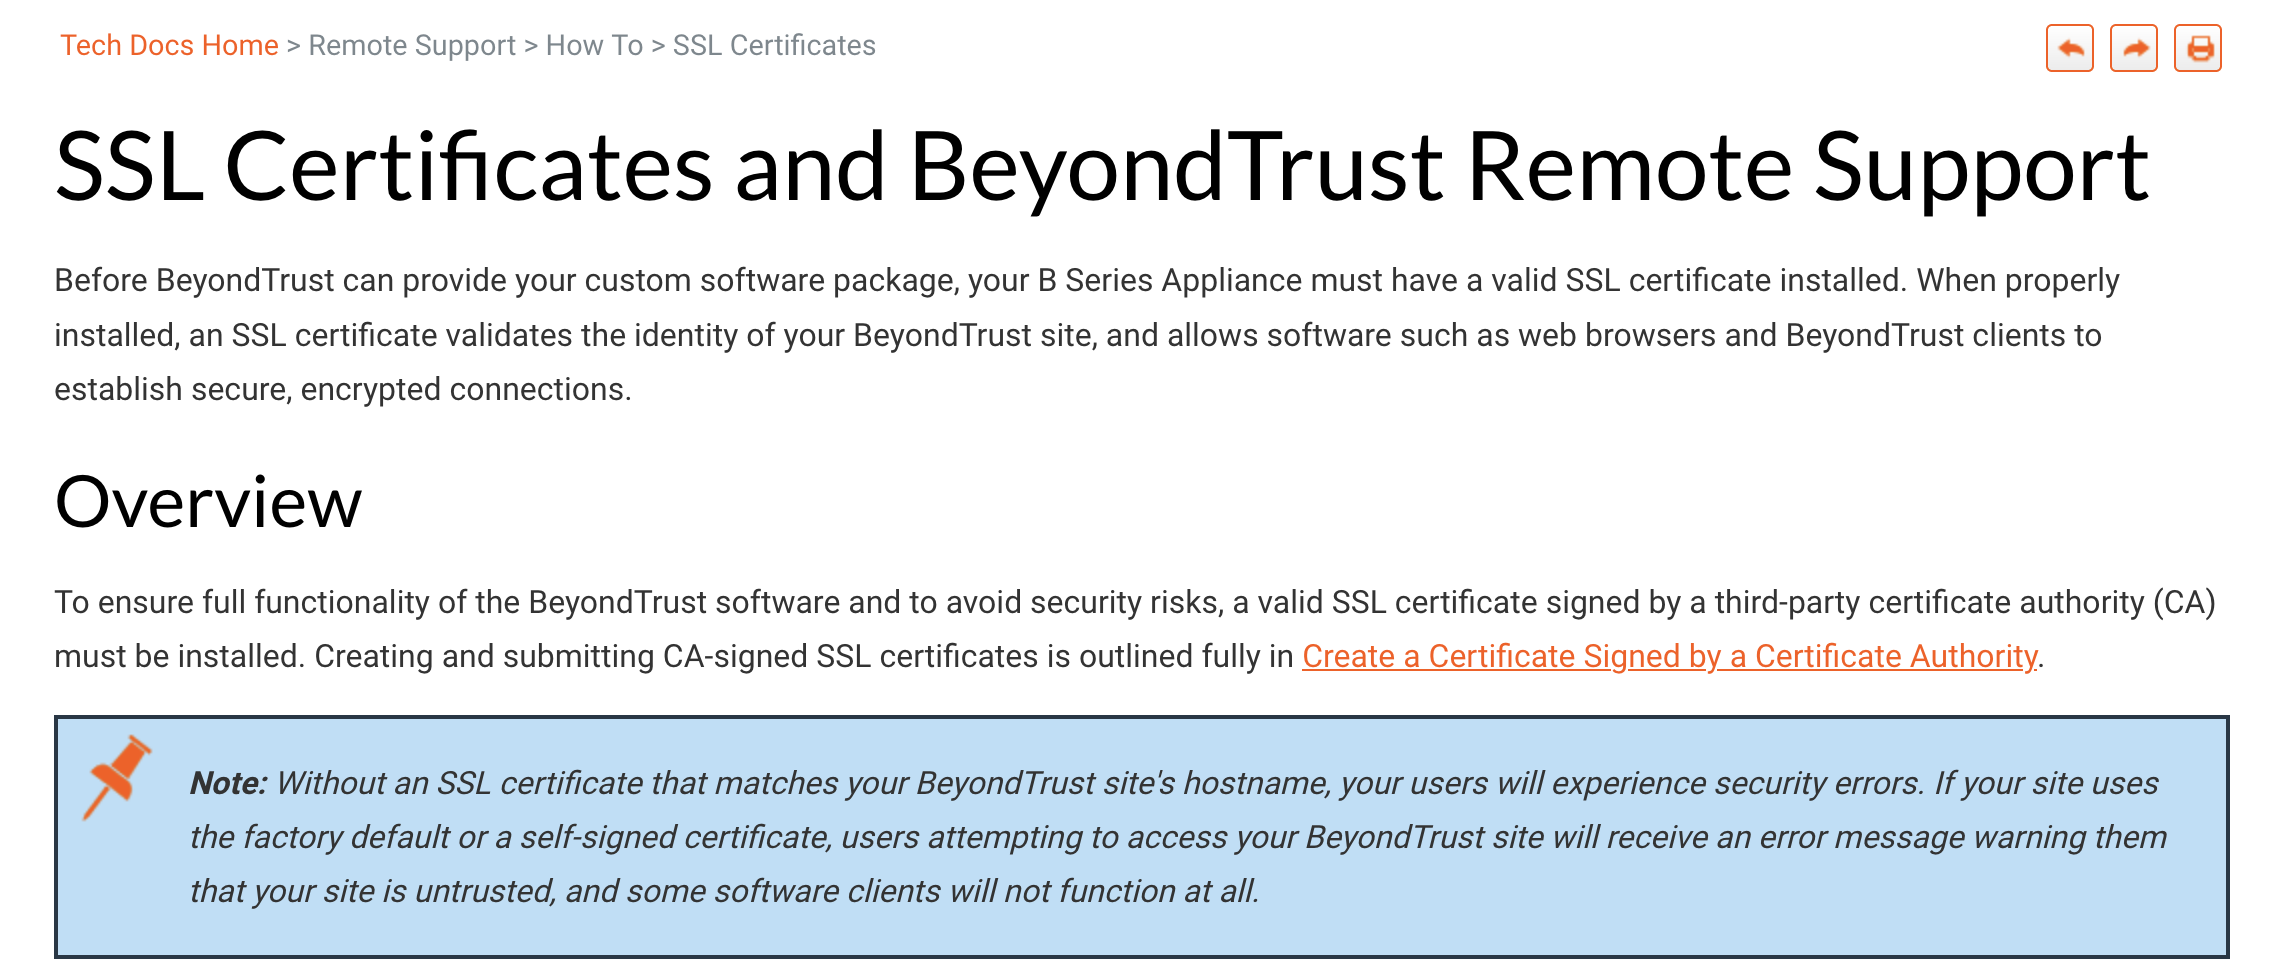 Tech Docs Home > Remote Support > How To > SSL Certificates
SSL Certificates and BeyondTrust Remote Support
Before BeyondTrust can provide your custom software package, your B Series Appliance must have a valid SSL certificate installed. When properly
installed, an SSL certificate validates the identity of your BeyondTrust site, and allows software such as web browsers and BeyondTrust clients to
establish secure, encrypted connections.
Overview
To ensure full functionality of the BeyondTrust software and to avoid security risks, a valid SSL certificate signed by a third-party certificate authority (CA)
must be installed. Creating and submitting CA-signed SSL certificates is outlined fully in Create a Certificate Signed by a Certificate Authority.
Note: Without an SSL certificate that matches your BeyondTrust site's hostname, your users will experience security errors. If your site uses
the factory default or a self-signed certificate, users attempting to access your BeyondTrust site will receive an error message warning them
that your site is untrusted, and some software clients will not function at all.